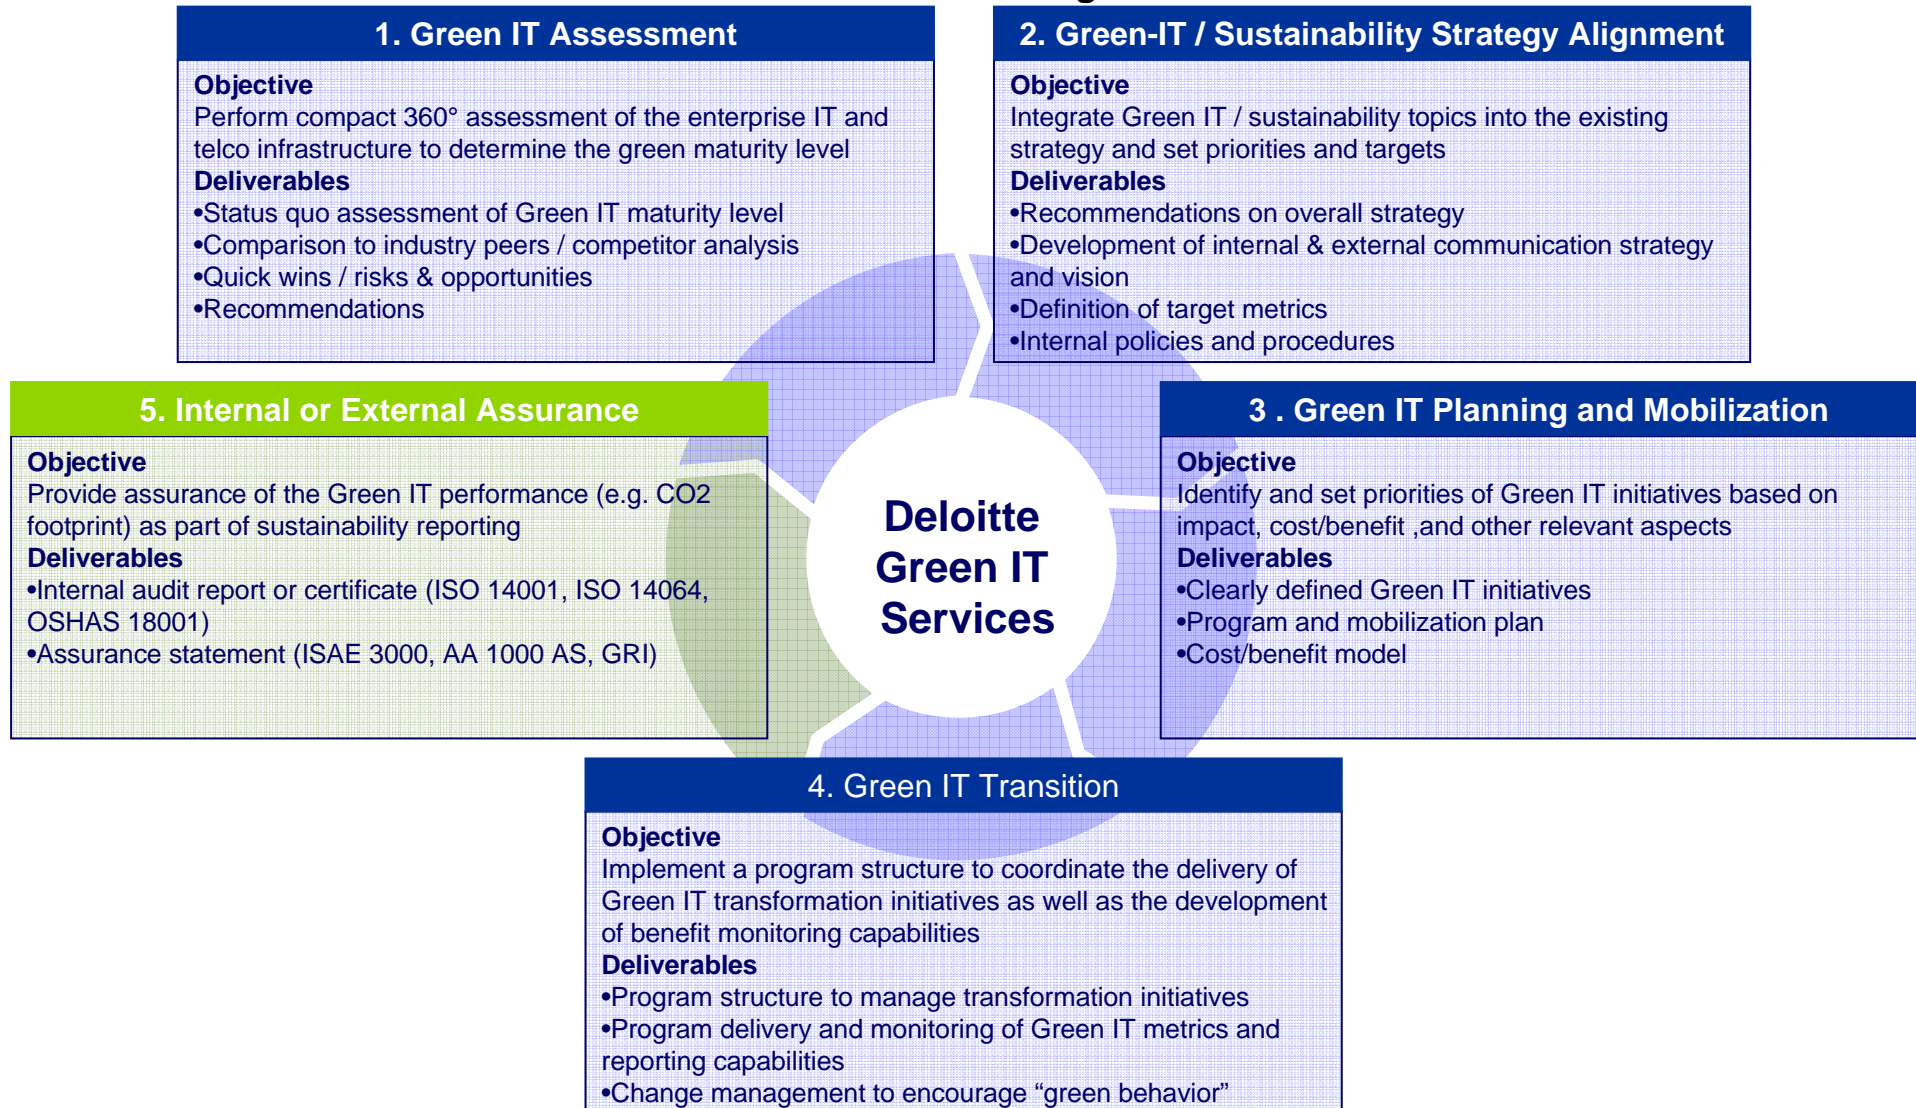 1. Green IT Assessment
Objective
Perform compact 360° assessment of the enterprise IT and
telco infrastructure to determine the green maturity level
Deliverables
•Status quo assessment of Green IT maturity level
•Comparison to industry peers / competitor analysis
•Quick wins / risks & opportunities
•Recommendations
2. Green-IT / Sustainability Strategy Alignment
Objective
Integrate Green IT / sustainability topics into the existing
strategy and set priorities and targets
Deliverables
•Recommendations on overall strategy
•Development of internal & external communication strategy
and vision
•Definition of target metrics
•Internal policies and procedures
5. Internal or External Assurance
Objective
Provide assurance of the Green IT performance (e.g. CO2
footprint) as part of sustainability reporting
Deliverables
•Internal audit report or certificate (ISO 14001, ISO 14064,
OSHAS 18001)
•Assurance statement (ISAE 3000, AA 1000 AS, GRI)
Deloitte
Green IT
Services
3 . Green IT Planning and Mobilization
Objective
Identify and set priorities of Green IT initiatives based on
impact, cost/benefit ,and other relevant aspects
Deliverables
•Clearly defined Green IT initiatives
•Program and mobilization plan
•Cost/benefit model
4. Green IT Transition
Objective
Implement a program structure to coordinate the delivery of
Green IT transformation initiatives as well as the development
of benefit monitoring capabilities
Deliverables
•Program structure to manage transformation initiatives
•Program delivery and monitoring of Green IT metrics and
reporting capabilities
•Change management to encourage “green behavior”